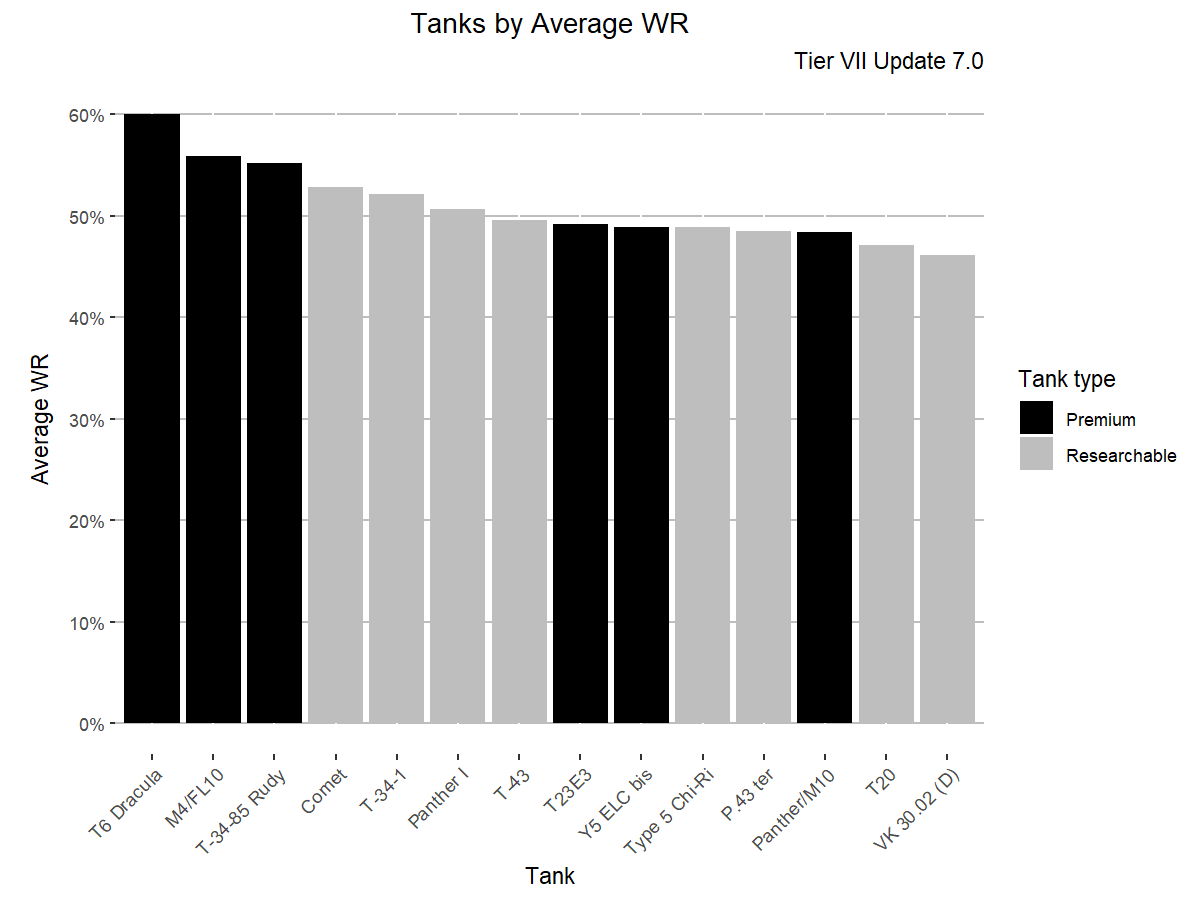 Tanks by Average WR
Tier VII Update 7.0
60%
50%
40%
30%
20%
10%
0%
Average WR
T6 Dracula
M4/FL10
T-34-85 Rudy
Comet
T-34-1
Panther I
T-43
T23E3
Y5 ELC bis
Type 5 Chi-Ri
P.43 ter
Panther/M10
T20
VK 30.02 (D)
Tank
Tank type
Premium
Researchable